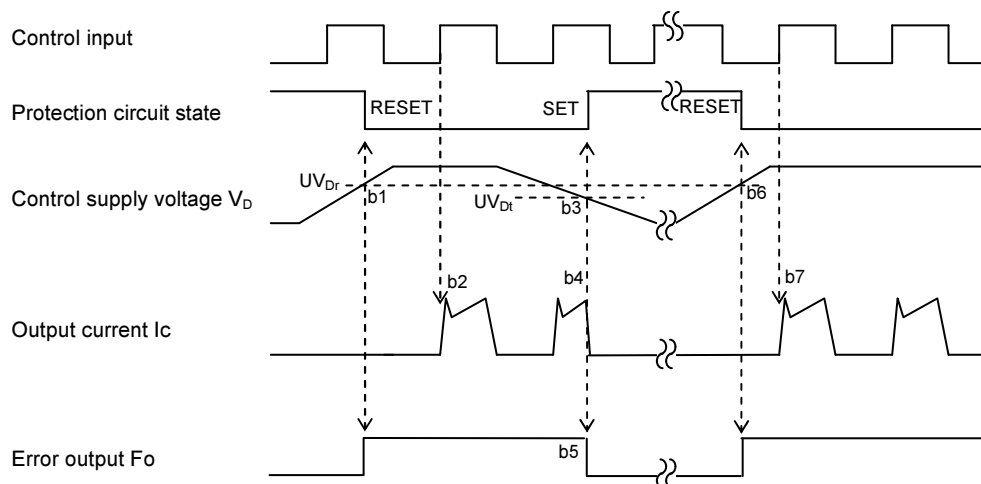 Control input
Protection circuit state
RESET
SET
RESET
Control supply voltage VD
UVDr
b1
UVDt
b3
b6
b2
b4
b7
Output current Ic
b5
Error output Fo